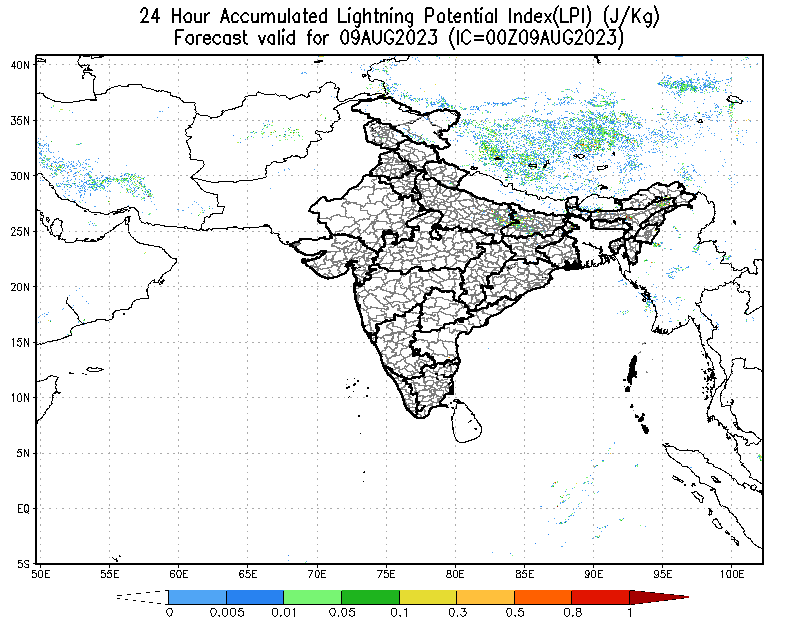 24 Hour Accumulated Lightning Potential Index(LPI) (J/Kg)
Forecast valid for 09AUG2023 (IC=00Z09AUG2023)
40N
35N
30N
25N
20N
15N
10N
5N
EQ
5S
50E 55E 60E 65E 70E 75E 80E 85E 90E 95E 100E
0 0.005 0.01 0.05 0.1 0.3 0.5 0.8 1